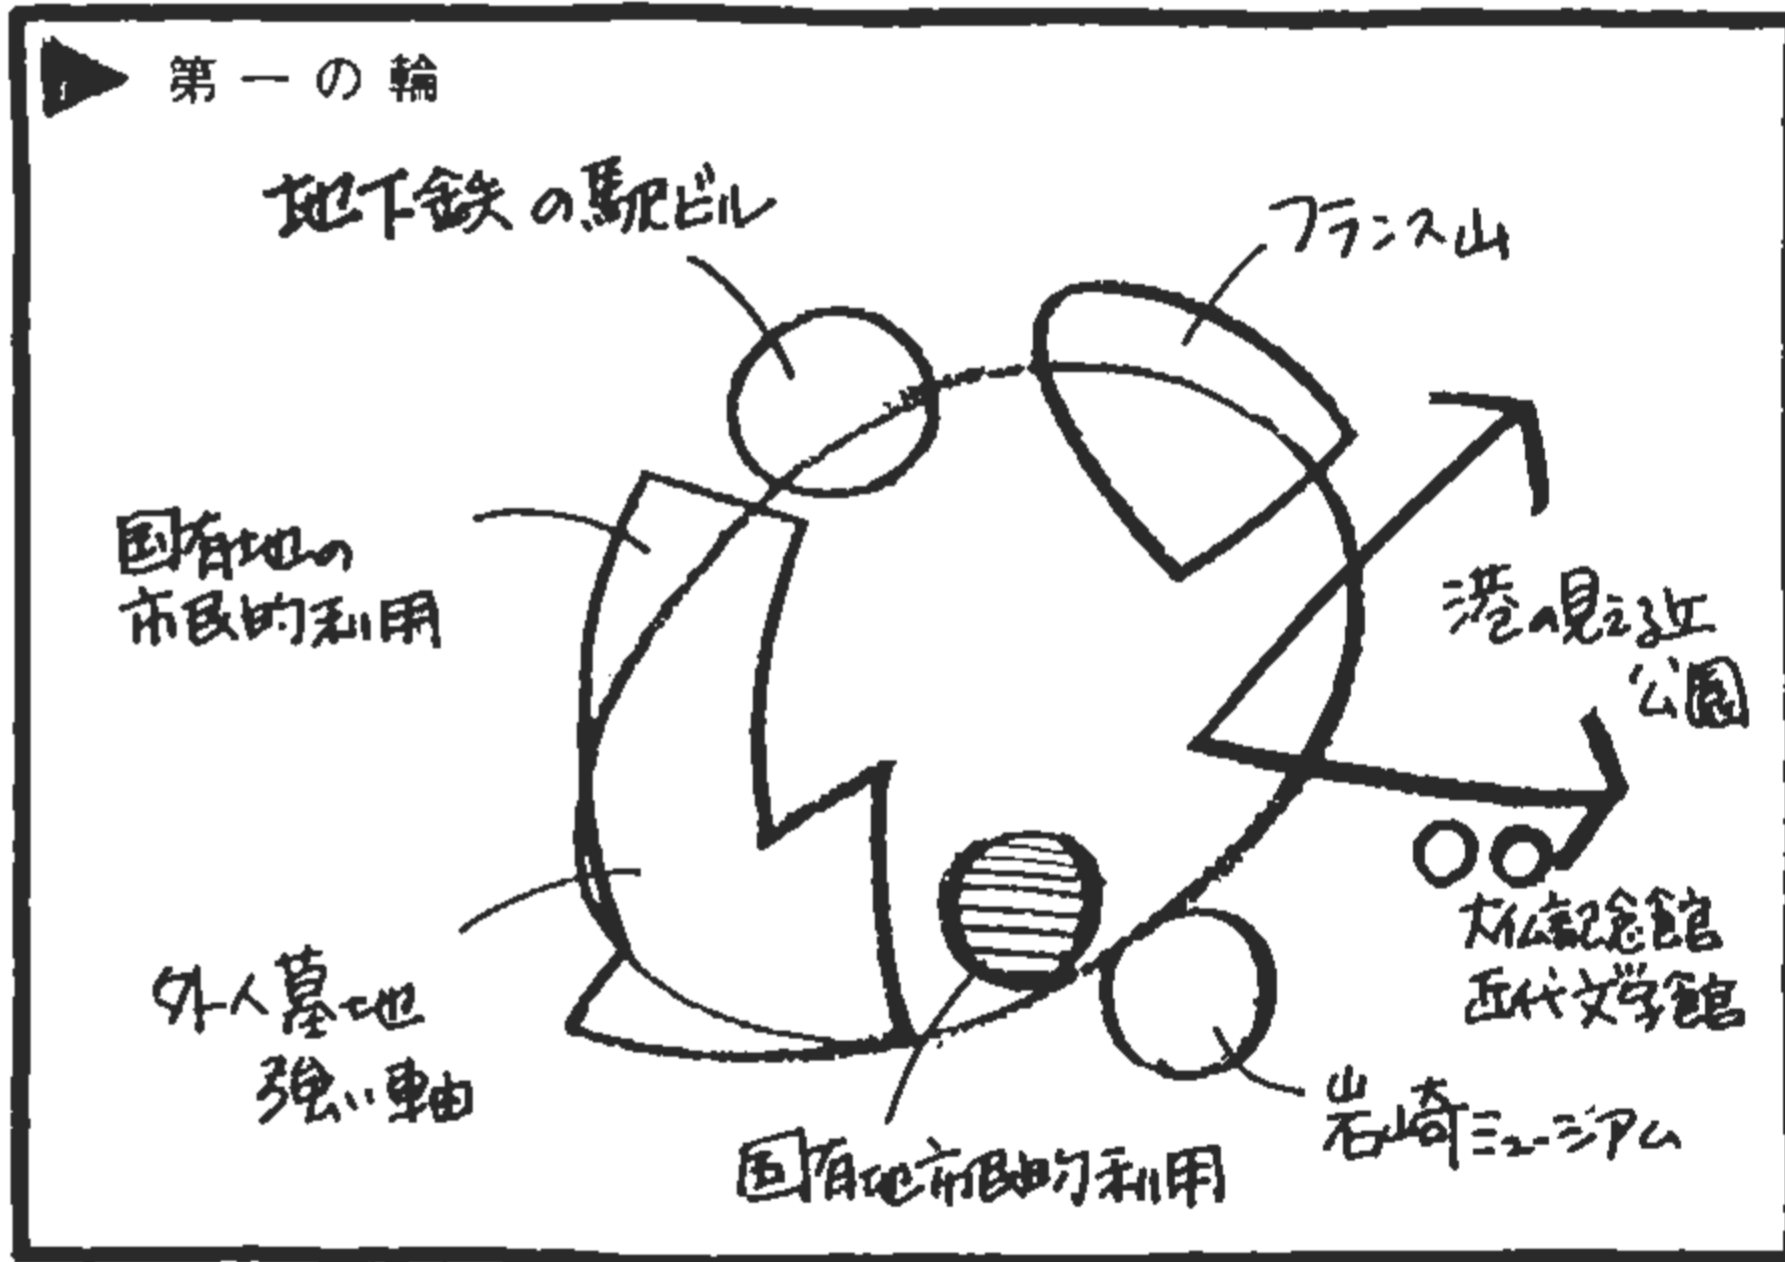 第一の輪
地下鉄の駅ビル
フランス山
国有地の
市民的利用
港の見える丘
公園
大仏記念館
近代文学館
外人墓地
強い軸
岩崎ミュージアム
国有地市民的利用